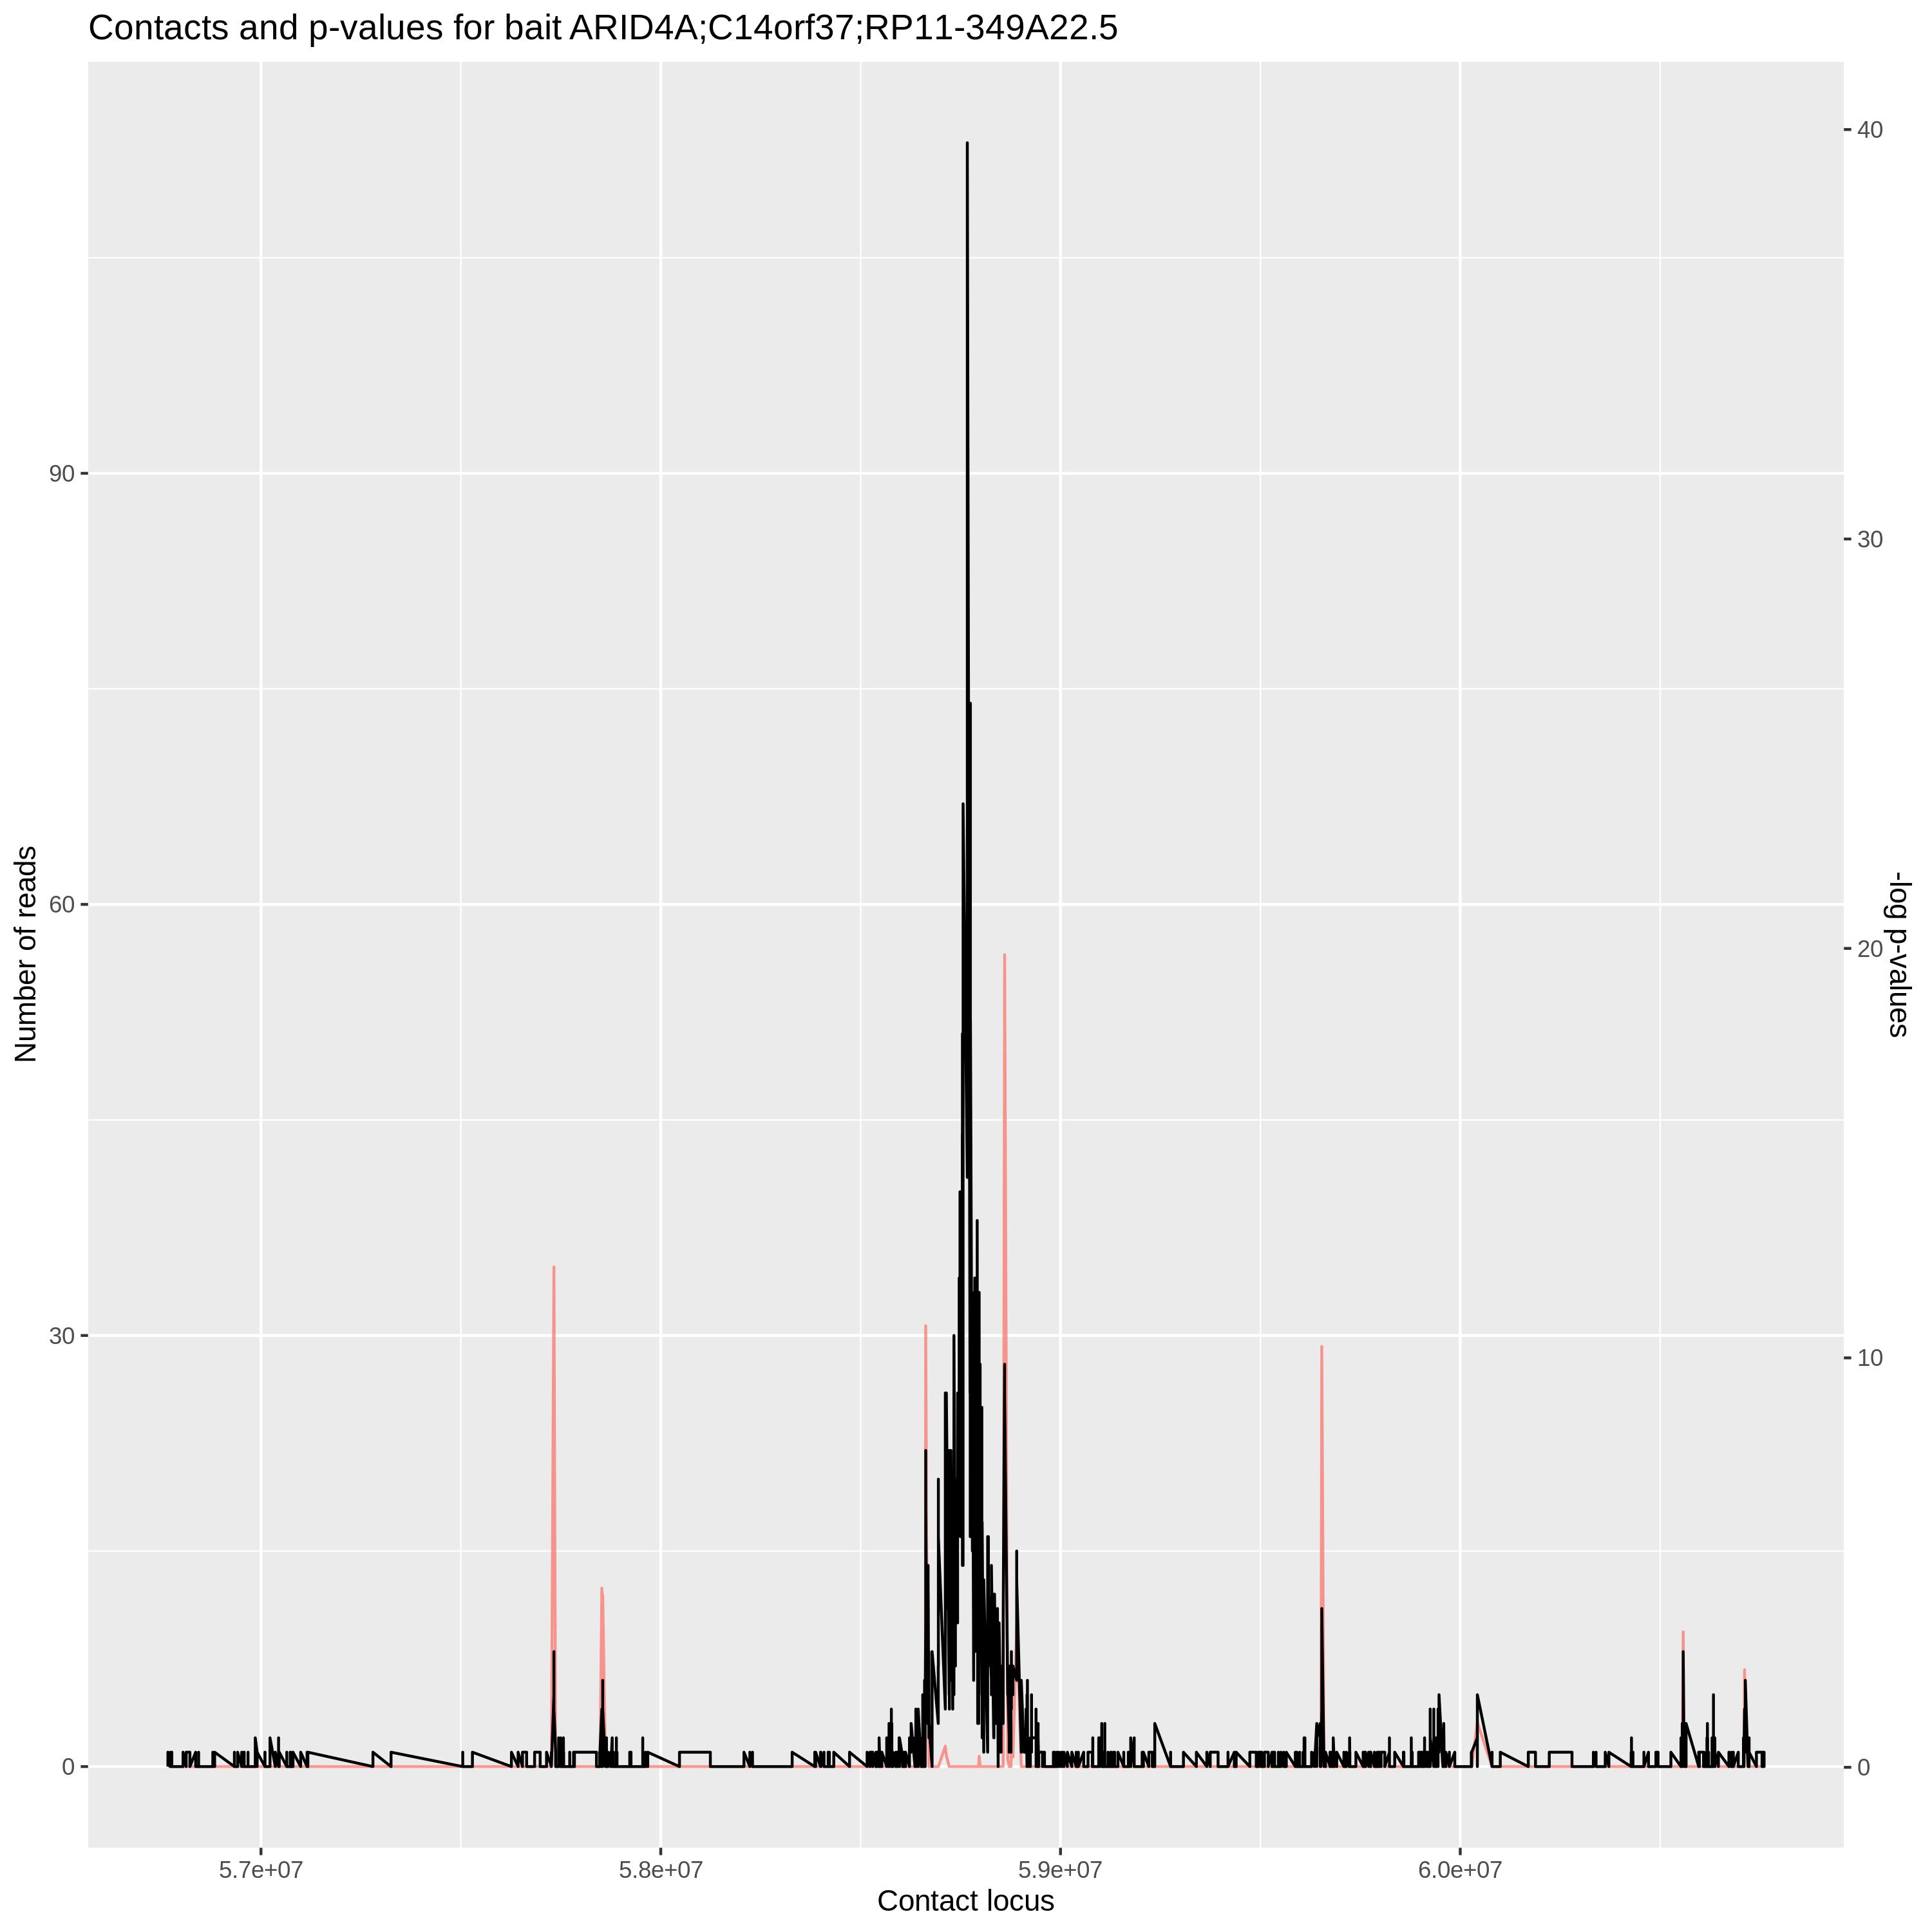 Contacts and p-values for bait ARID4A;C14orf37;RP11-349A22.5
40
90
30
60
20
30
10
0
0
Number of reads
-log p-values
5.7e+07
5.8e+07
5.9e+07
6.0e+07
Contact locus